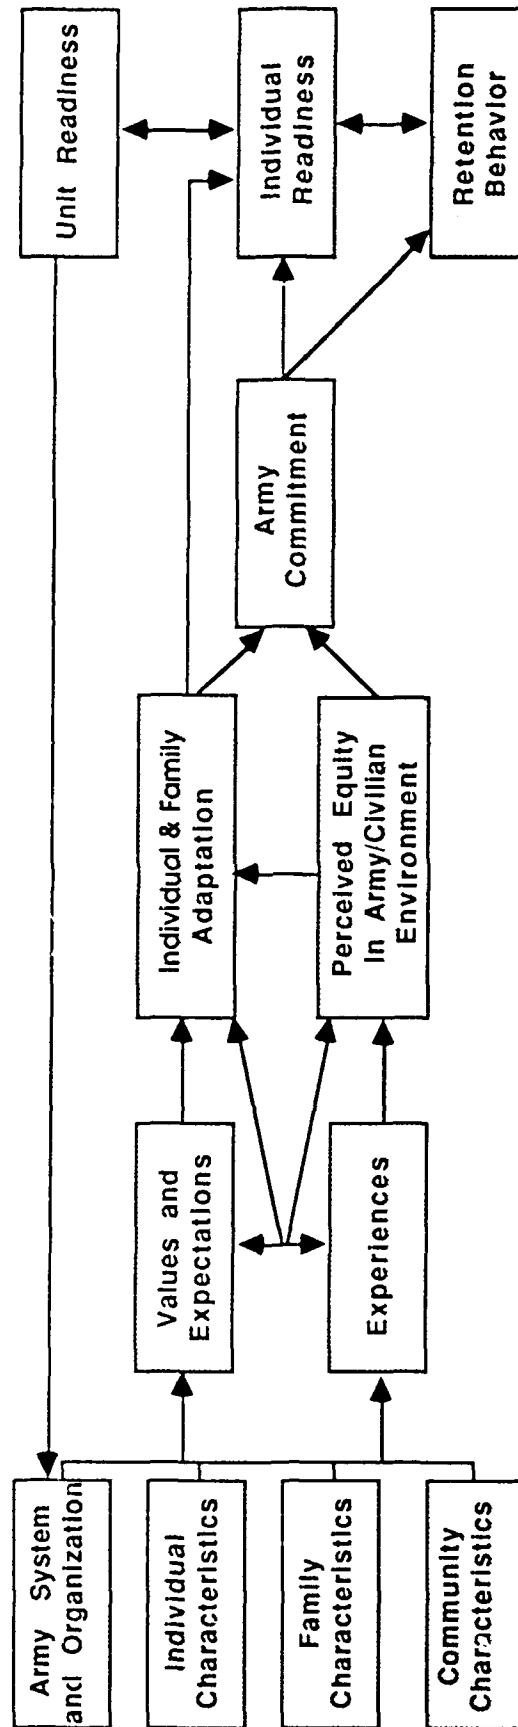 Army System
and Organization
Individual
Characteristics
Family
Characteristics
Community
Characteristics
Values and
Expectations
Experiences
Individual & Family
Adaptation
Perceived Equity
In Army/Civilian
Environment
Army
Commitment
Unit Readiness
Individual
Readiness
Retention
Behavior